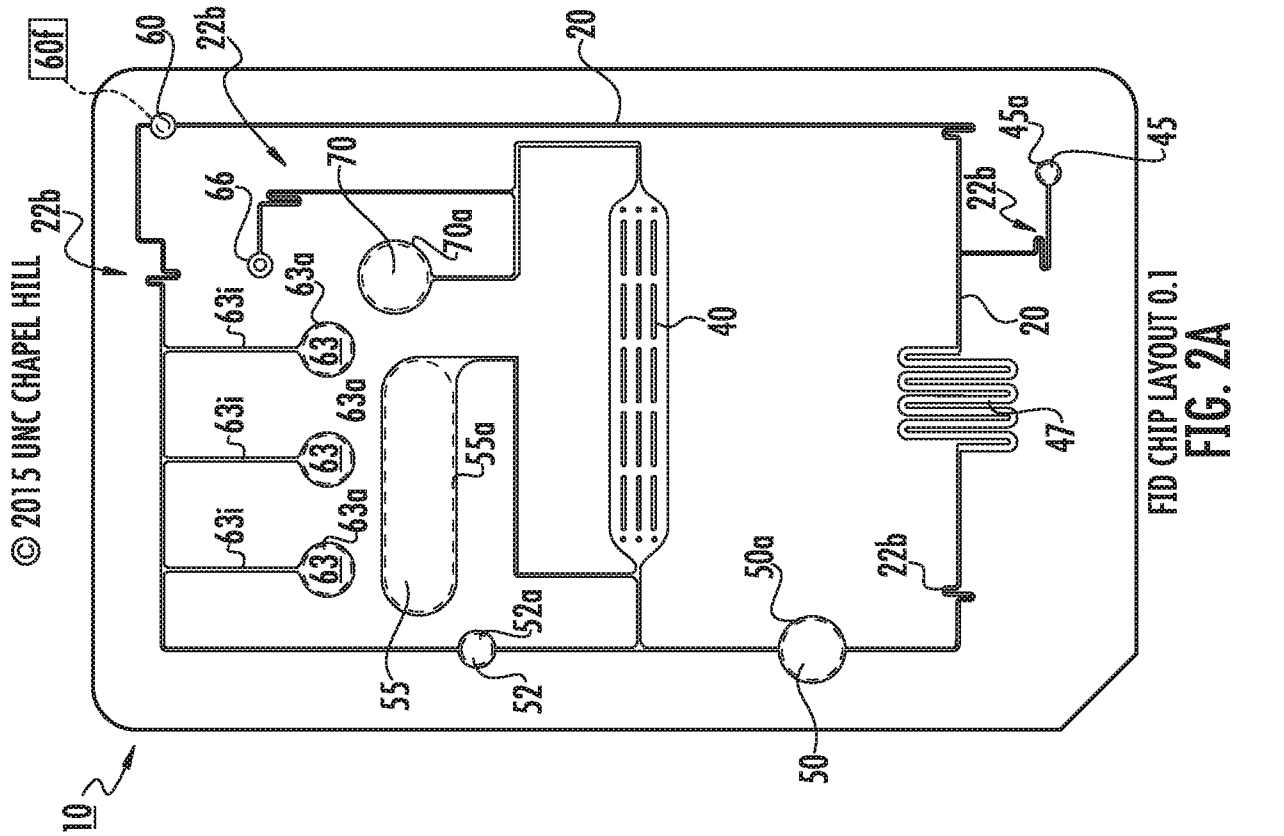 © 2015 UNC CHAPEL HILL
10
60f
60
22b
20
22b
66
70
70a
45a
45
22b
63i
63a
63
63i
63a
63
63i
63a
63
40
20
55a
55
52a
52
50a
50
22b
47
FID CHIP LAYOUT 0.1
FIG. 2A